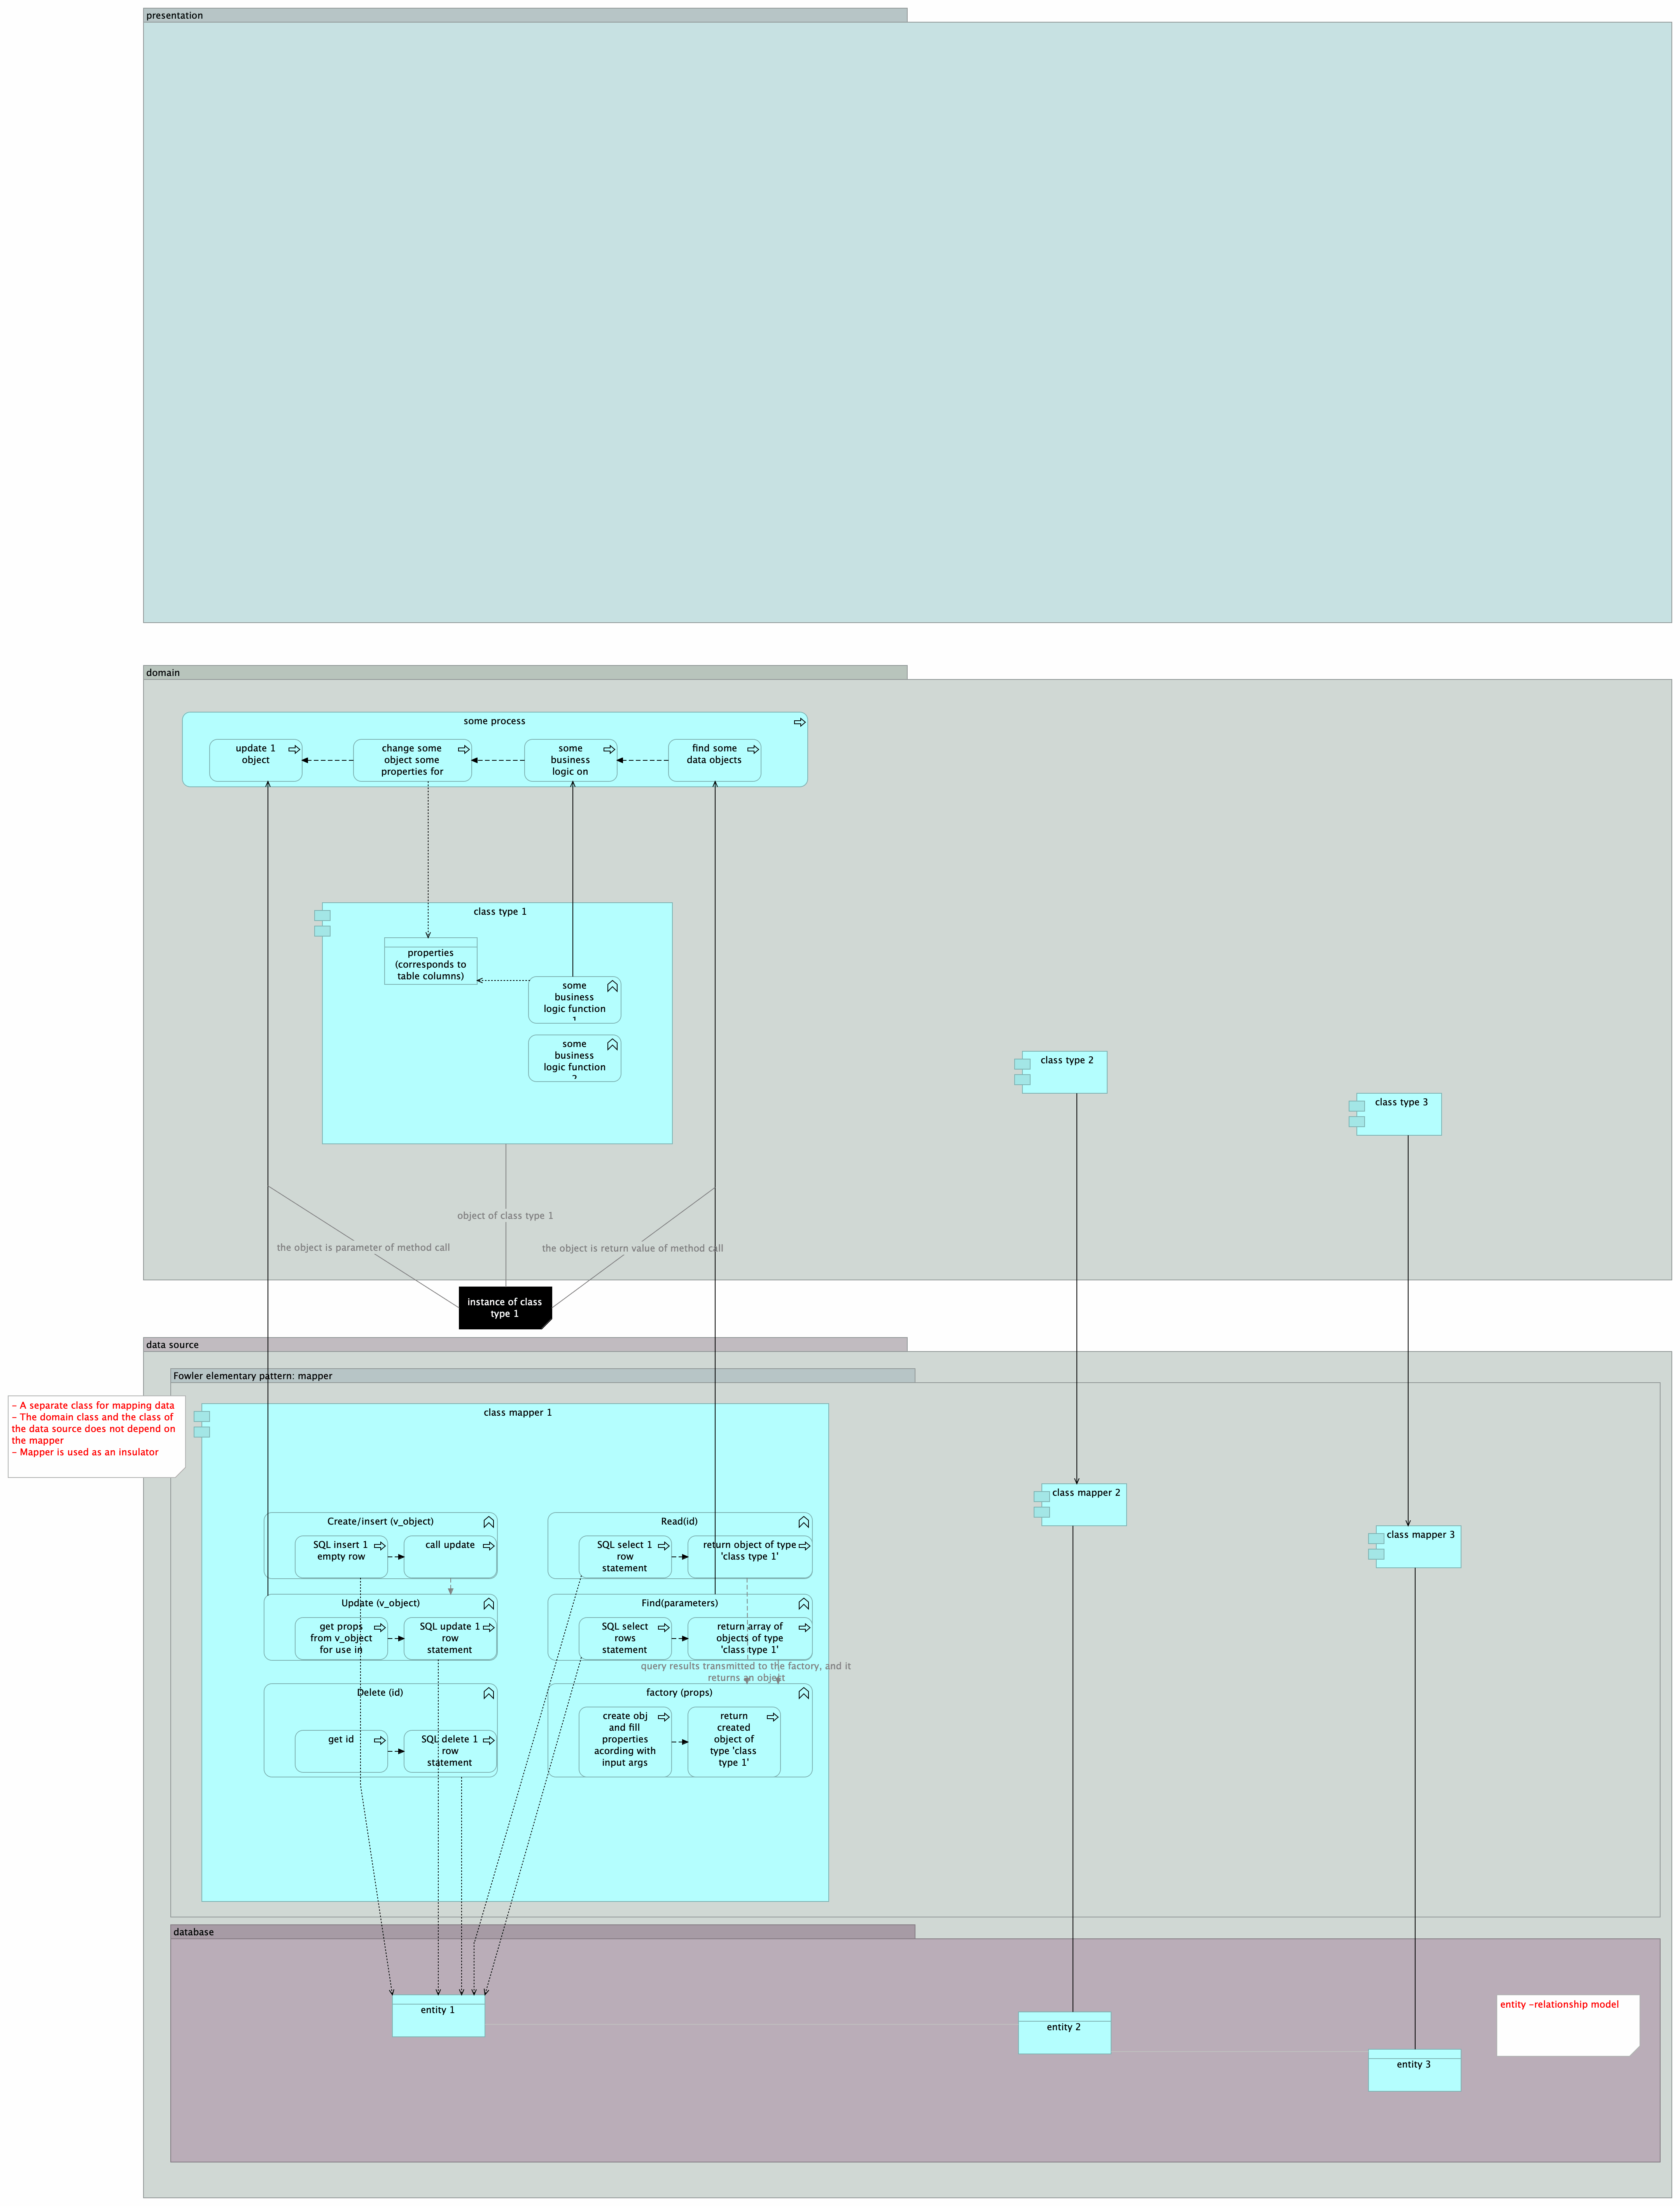 presentation
domain
some process
update 1
object
change some
object some
properties for
some
business
logic on
find some
data objects
class type 1
properties
(corresponds to
table columns)
some
business
logic function
1
some
business
logic function
2
class type 2
class type 3
object of class type 1
the object is parameter of method call
the object is return value of method call
instance of class
type 1
data source
Fowler elementary pattern: mapper
- A separate class for mapping data
- The domain class and the class of
the data source does not depend on
the mapper
- Mapper is used as an insulator
class mapper 1
class mapper 2
class mapper 3
Create/insert (v_object)
SQL insert 1
empty row
call update
Read(id)
SQL select 1
row
statement
return object of type
'class type 1'
Update (v_object)
get props
from v_object
for use in
SQL update 1
row
statement
Find(parameters)
SQL select
rows
statement
return array of
objects of type
'class type 1'
query results transmitted to the factory, and it
returns an object
Delete (id)
get id
SQL delete 1
row
statement
factory (props)
create obj
and fill
properties
acording with
input args
return
created
object of
type 'class
type 1'
database
entity 1
entity 2
entity 3
entity -relationship model